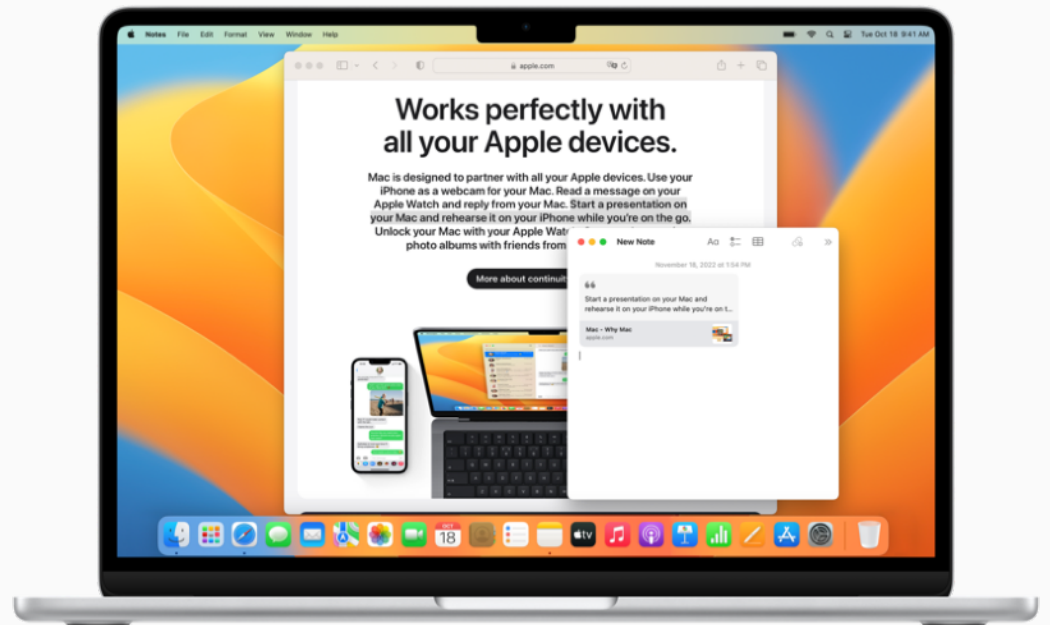 Notes File Edit Format View Window Help
Tue Oct 18 9:41 AM
apple.com
Works perfectly with
all your Apple devices.
Mac is designed to partner with all your Apple devices. Use your
iPhone as a webcam for your Mac. Read a message on your
Apple Watch and reply from your Mac. Start a presentation on
your Mac and rehearse it on your iPhone while you're on the go.
Unlock your Mac with your Apple
photo albums with friends from
More about
New Note
Aa
November 18, 2022 at 1:04 PM
“
Start a presentation on your Mac and
rehearse it on your iPhone while you're on t...
Mac - Why Mac
apple.com
OCT
18
tv